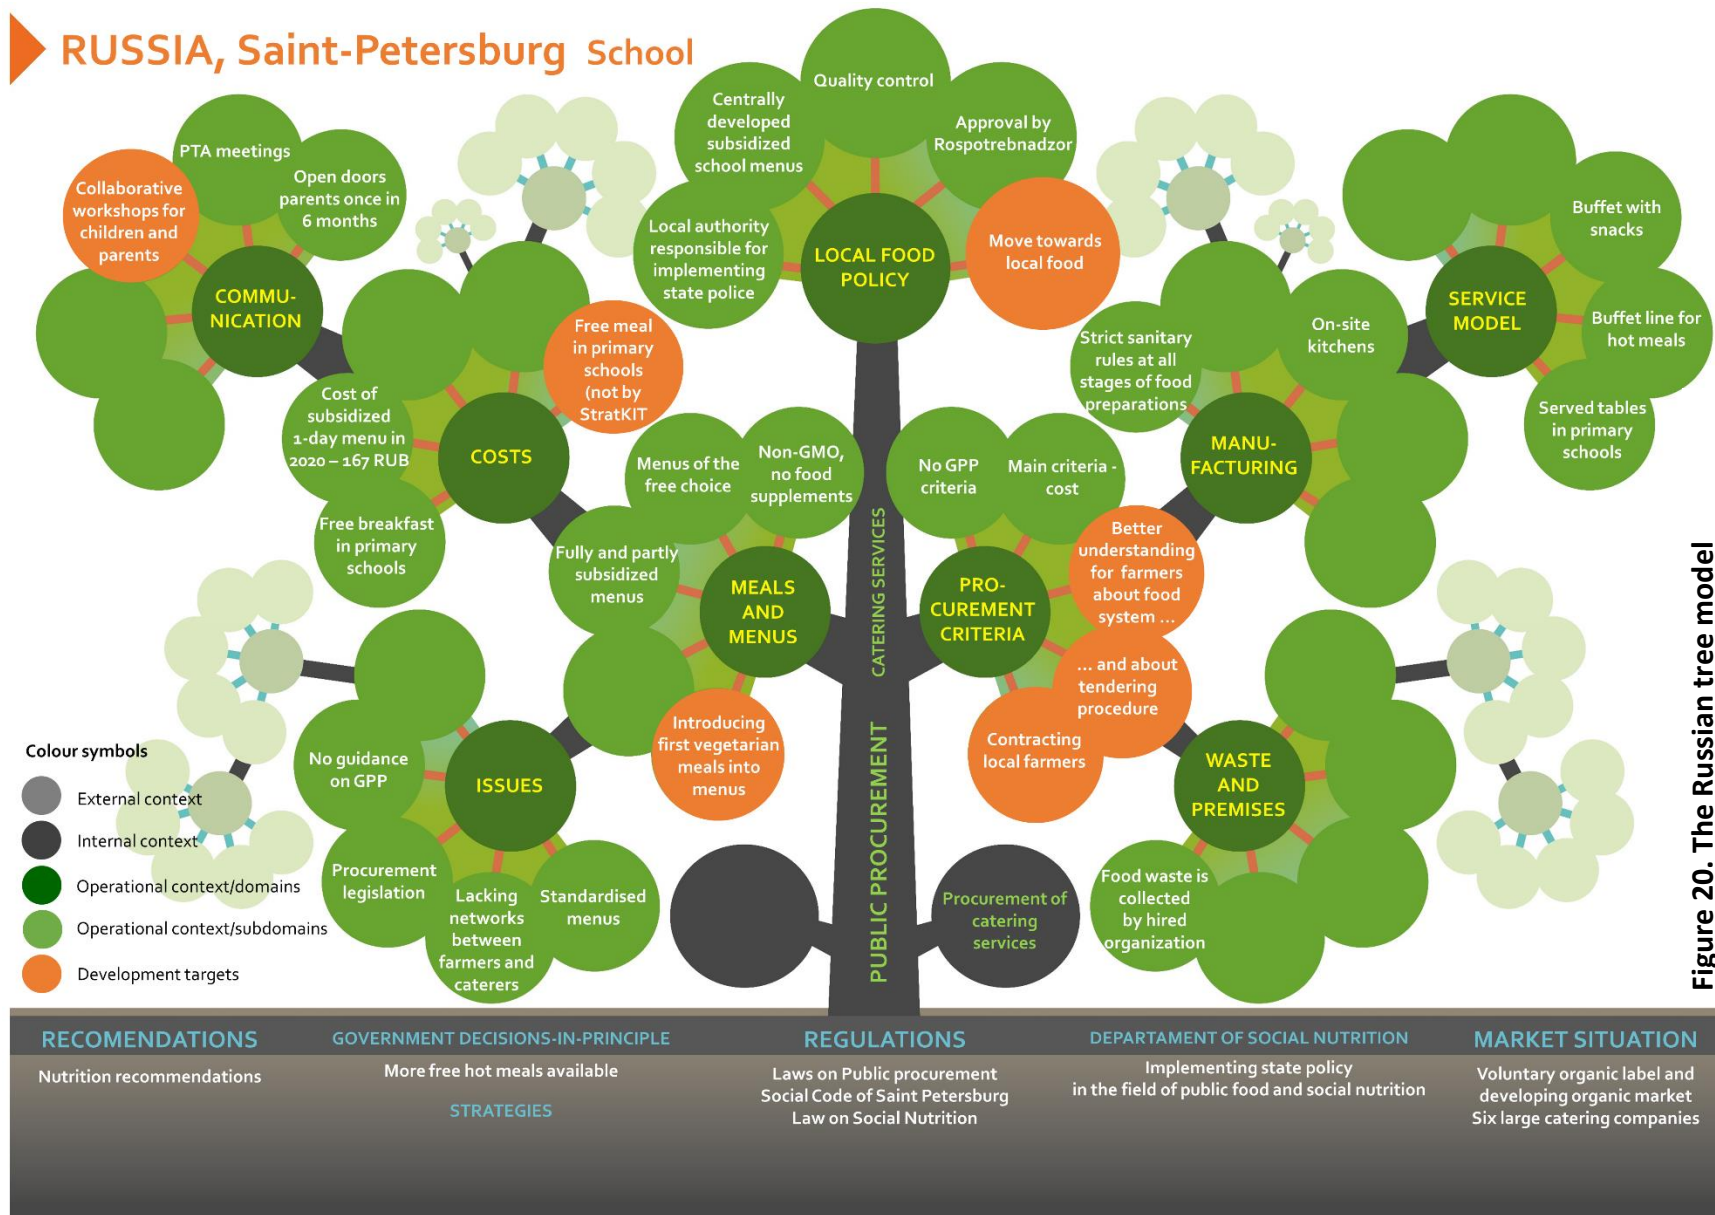 RUSSIA, Saint-Petersburg School
PTA meetings
Collaborative
workshops for
children and
parents
Open doors
parents once in
6 months
COMMU-
NICATION
Centrally
developed
subsidized
school menus
Quality control
Approval by
Rospotrebnadzor
Local authority
responsible for
implementing
state police
LOCAL FOOD
POLICY
Move towards
local food
Buffet with
snacks
Buffet line for
hot meals
Served tables
in primary
schools
SERVICE
MODEL
Free meal
in primary
schools
(not by
StratKIT
Cost of
subsidized
1-day menu in
2020 – 167 RUB
Free breakfast
in primary
schools
COSTS
Strict sanitary
rules at all
stages of food
preparations
On-site
kitchens
MANU-
FACTURING
Menus of the
free choice
Non-GMO,
no food
supplements
Fully and partly
subsidized
menus
MEALS
AND
MENUS
Introducing
first vegetarian
meals into
menus
No GPP
criteria
Main criteria -
cost
Better
understanding
for farmers
about food
system ...
... and about
tendering
procedure
Contracting
local farmers
PRO-
CUREMENT
CRITERIA
PUBLIC PROCUREMENT CATERING SERVICES
No guidance
on GPP
Procurement
legislation
Lacking
networks
between
farmers and
caterers
Standardised
menus
ISSUES
Procurement of
catering
services
WASTE
AND
PREMISES
Food waste is
collected
by hired
organization
Colour symbols
External context
Internal context
Operational context/domains
Operational context/subdomains
Development targets
RECOMENDATIONS
Nutrition recommendations
GOVERNMENT DECISIONS-IN-PRINCIPLE
More free hot meals available
STRATEGIES
REGULATIONS
Laws on Public procurement
Social Code of Saint Petersburg
Law on Social Nutrition
DEPARTAMENT OF SOCIAL NUTRITION
Implementing state policy
in the field of public food and social nutrition
MARKET SITUATION
Voluntary organic label and
developing organic market
Six large catering companies
Figure 20. The Russian tree model